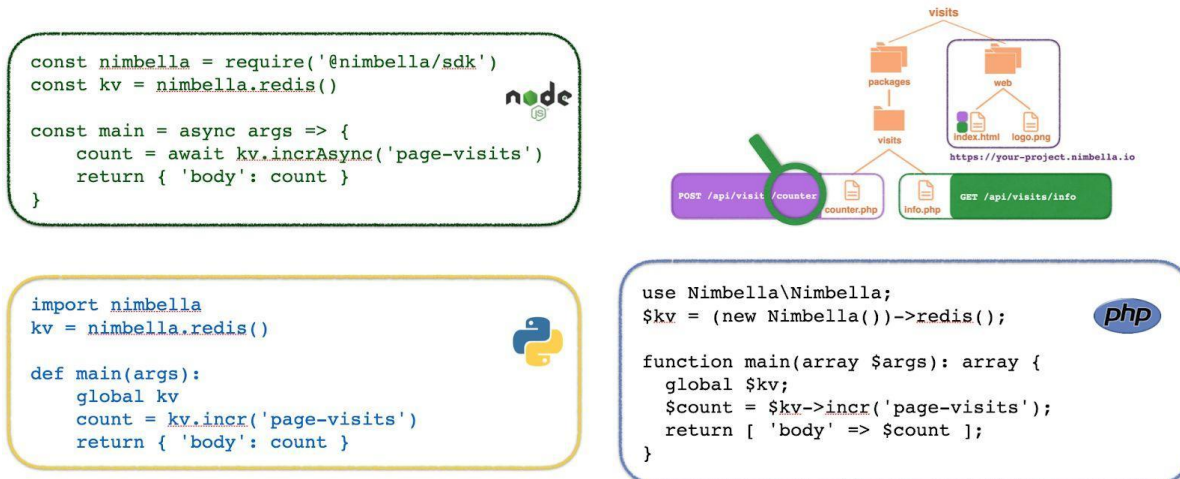 const nimbella = require('@nimbella/sdk')
const kv = nimbella.redis()
const main = async args => {
    count = await kv.incrAsync('page-visits')
    return { 'body': count }
}
node
JS
visits
packages
web
visits
index.html
logo.png
https://your-project.nimbella.io
POST /api/visit /counter
counter.php
info.php
GET /api/visits/info
import nimbella
kv = nimbella.redis()
def main(args):
    global kv
    count = kv.incr('page-visits')
    return { 'body': count }
use Nimbella\Nimbella;
$kv = (new Nimbella())->redis();
function main(array $args): array {
  global $kv;
  $count = $kv->incr('page-visits');
  return [ 'body' => $count ];
}
php